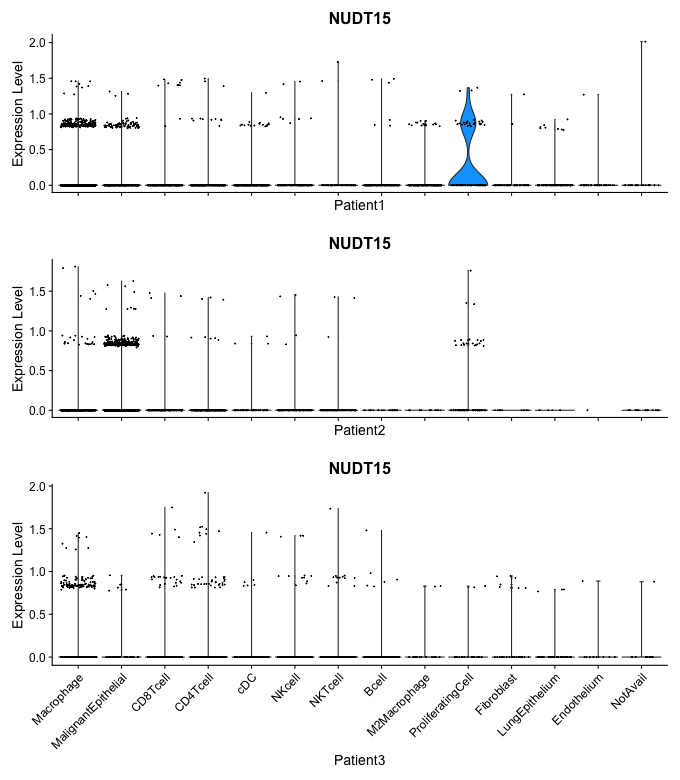 NUDT15
Expression Level
2.0
1.5
1.0
0.5
0.0
Patient1
NUDT15
Expression Level
1.5
1.0
0.5
0.0
Patient2
NUDT15
Expression Level
2.0
1.5
1.0
0.5
0.0
Macrophage
MalignantEpithelial
CD8Tcell
CD4Tcell
cDC
NKcell
NKTcell
Bcell
M2Macrophage
ProliferatingCell
Fibroblast
LungEpithelium
Endothelium
NotAvail
Patient3